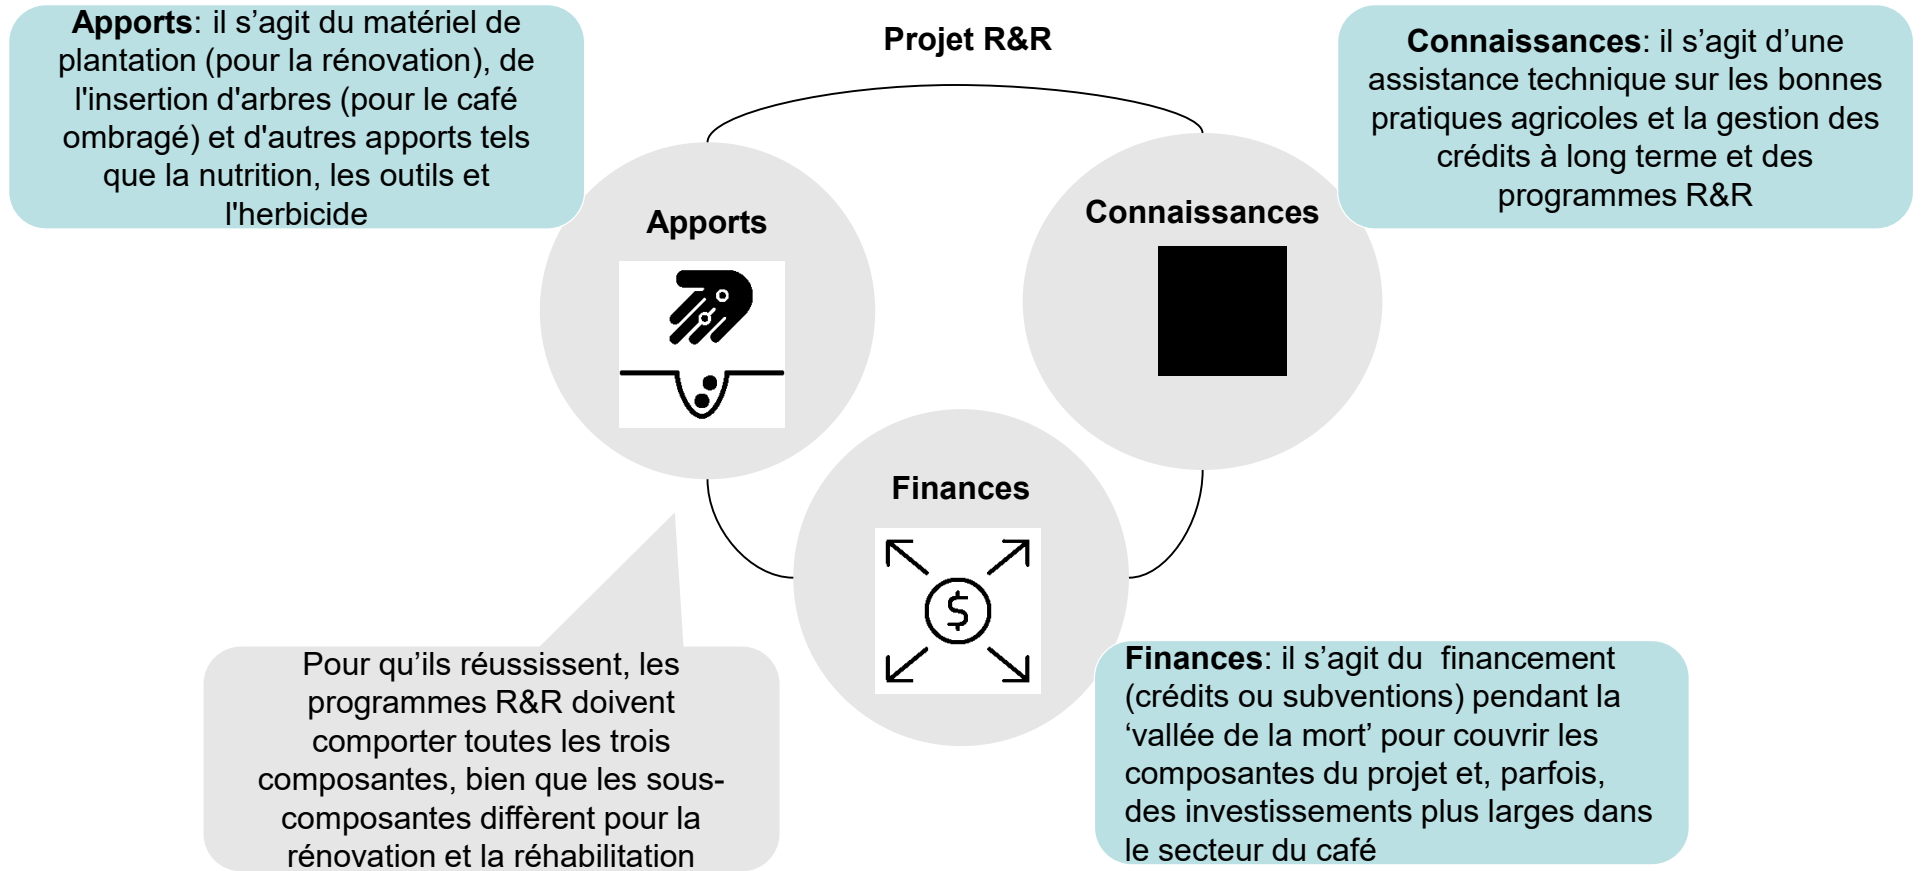 Apports: il s’agit du matériel de
plantation (pour la rénovation), de
l'insertion d'arbres (pour le café
ombragé) et d'autres apports tels
que la nutrition, les outils et
l'herbicide
Projet R&R
Connaissances: il s’agit d’une
assistance technique sur les bonnes
pratiques agricoles et la gestion des
crédits à long terme et des
programmes R&R
Apports
Connaissances
Finances
$
Pour qu’ils réussissent, les
programmes R&R doivent
comporter toutes les trois
composantes, bien que les sous-
composantes diffèrent pour la
rénovation et la réhabilitation
Finances: il s’agit du  financement
(crédits ou subventions) pendant la
‘vallée de la mort’ pour couvrir les
composantes du projet et, parfois,
des investissements plus larges dans
le secteur du café